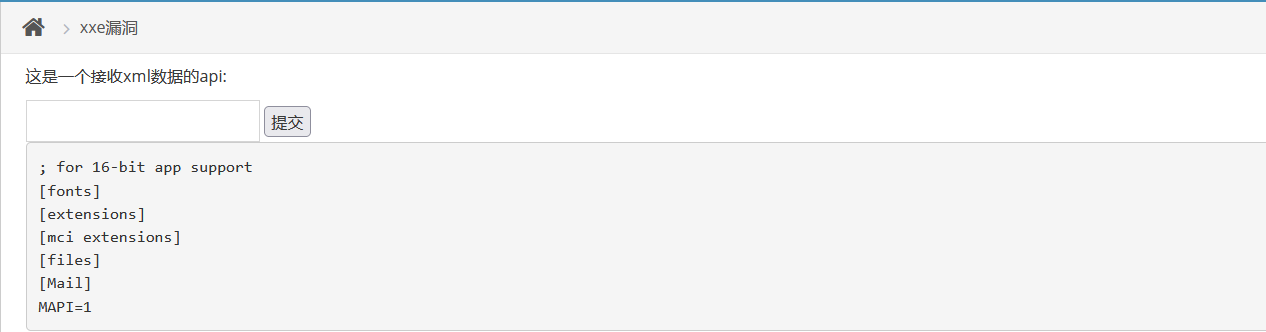 xxe漏洞
这是一个接收xml数据的api:
提交
; for 16-bit app support
[fonts]
[extensions]
[mci extensions]
[files]
[Mail]
MAPI=1